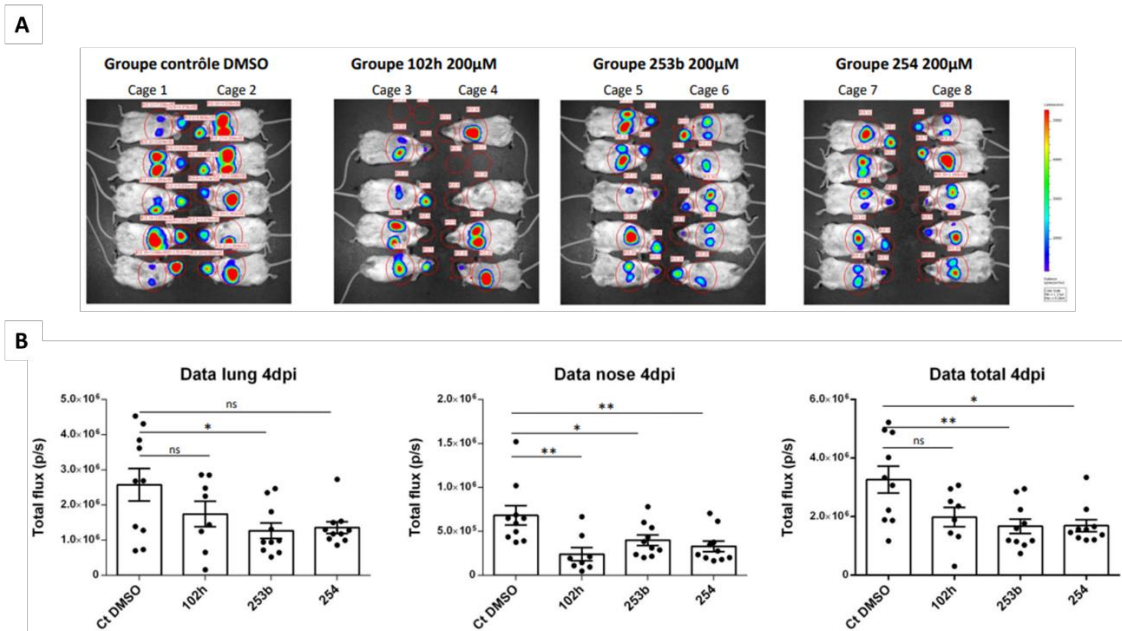 A
Groupe contrôle DMSO
Groupe 102h 200µM
Groupe 253b 200µM
Groupe 254 200µM
Cage 1 Cage 2
Cage 3 Cage 4
Cage 5 Cage 6
Cage 7 Cage 8
B
Data lung 4dpi
Total flux (p/s)
5.0×10⁶
4.0×10⁶
3.0×10⁶
2.0×10⁶
1.0×10⁶
0
ns
*
ns
Ct DMSO
102h
253b
254
Data nose 4dpi
Total flux (p/s)
2.0×10⁶
1.5×10⁶
1.0×10⁶
5.0×10⁵
0
**
*
**
Ct DMSO
102h
253b
254
Data total 4dpi
Total flux (p/s)
6.0×10⁶
4.0×10⁶
2.0×10⁶
0
*
**
ns
Ct DMSO
102h
253b
254